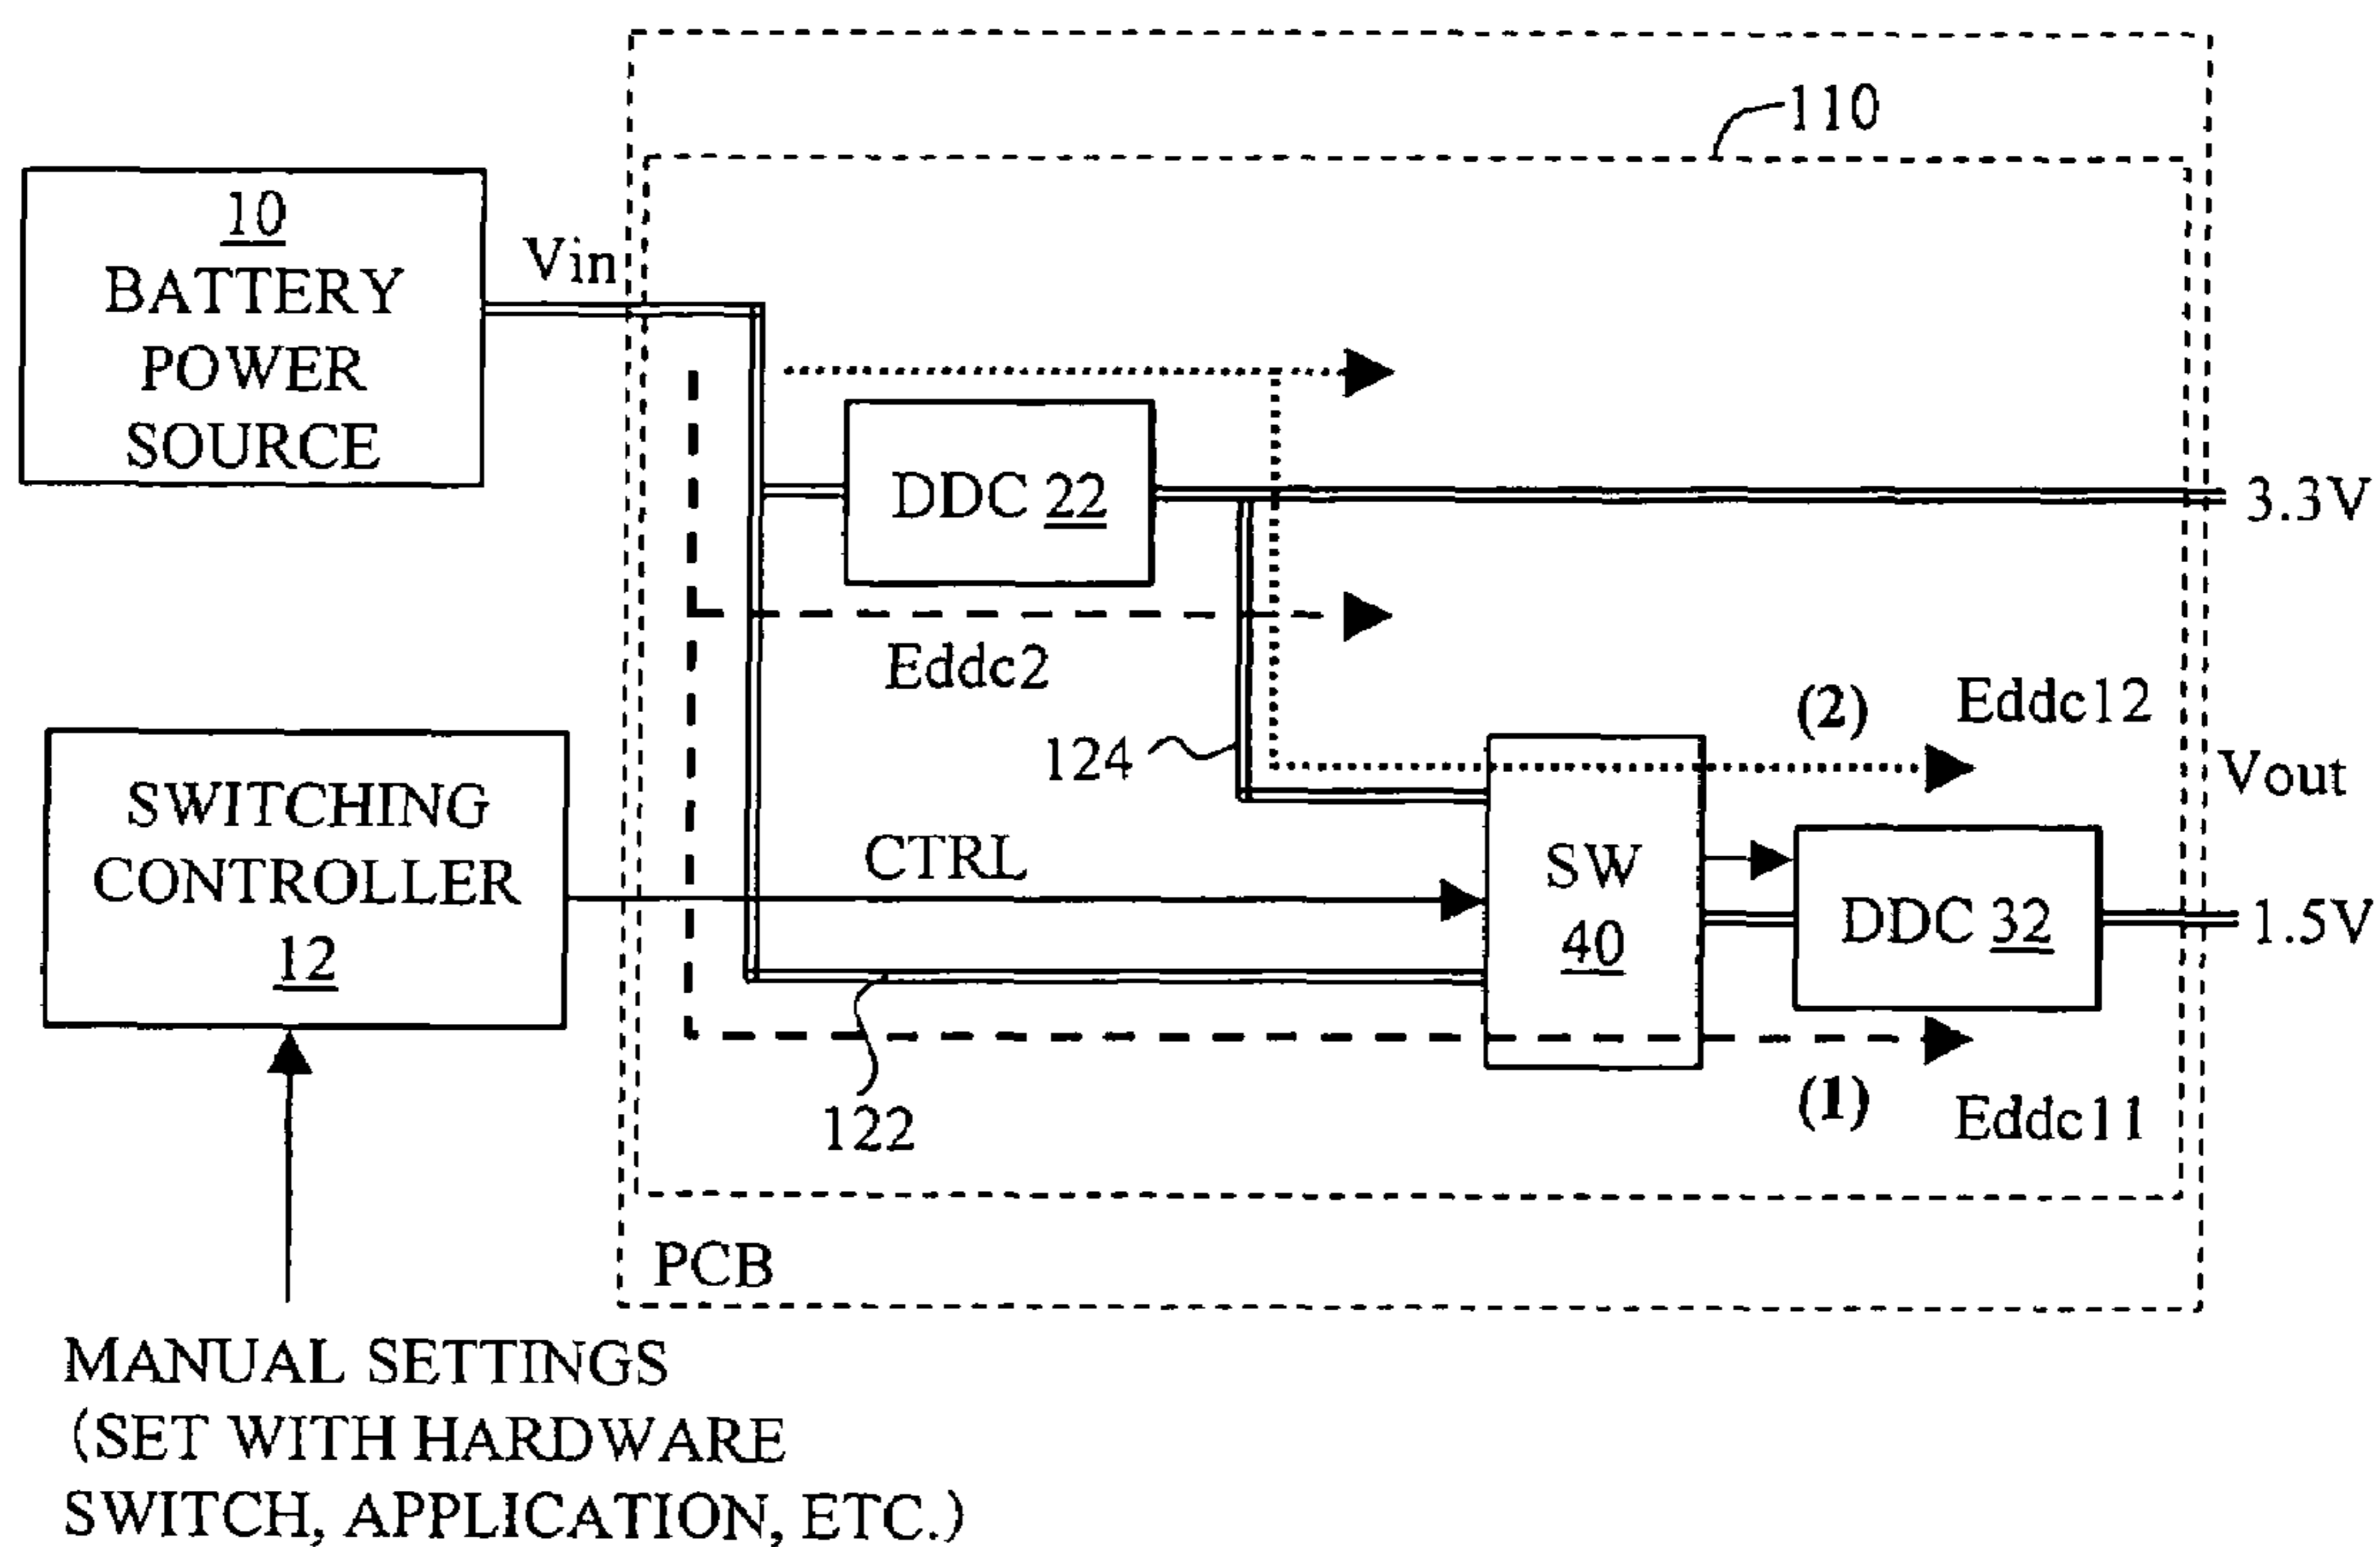 110
10
BATTERY
POWER
SOURCE
Vin
DDC 22
3.3V
Eddc2
(2)
Eddc12
124
Vout
SWITCHING
CONTROLLER
12
CTRL
SW
40
DDC 32
1.5V
122
(1)
Eddc11
PCB
MANUAL SETTINGS
(SET WITH HARDWARE
SWITCH, APPLICATION, ETC.)